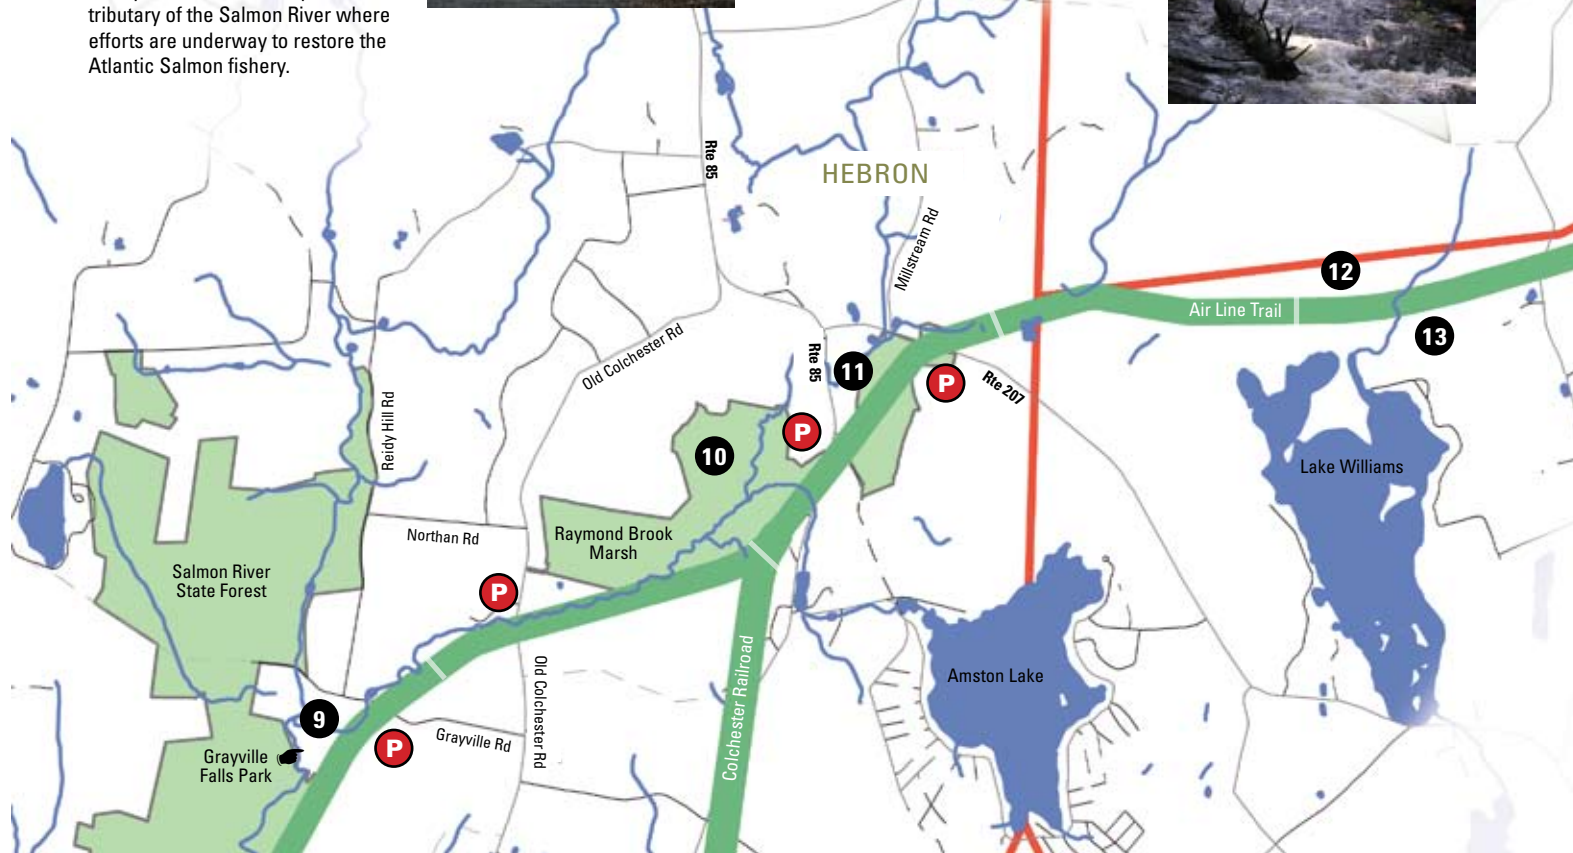 tributary of the Salmon River where
efforts are underway to restore the
Atlantic Salmon fishery.
Rte 85
HEBRON
Millstream Rd
12
Air Line Trail
13
Old Colchester Rd
Rte 85
11
P
Rte 207
Reidy Hill Rd
P
10
Lake Williams
Northan Rd
Raymond Brook
Marsh
Salmon River
State Forest
P
Colchester Railroad
Old Colchester Rd
Amston Lake
9
P
Grayville Rd
Grayville
Falls Park